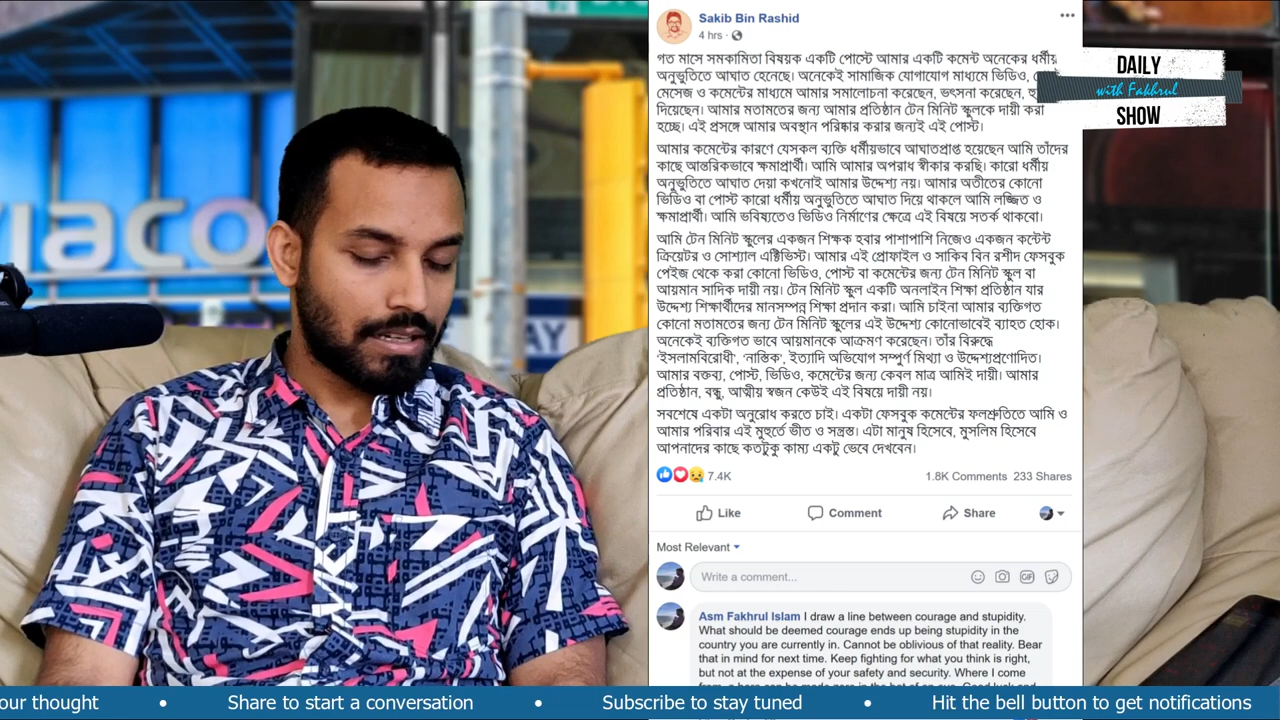 Sakib Bin Rashid
4 hrs ·
গত মাসে সমকামিতা বিষয়ক একটি পোস্টে আমার একটি কমেন্ট অনেকের ধর্মীয়
অনুভুতিতে আঘাত হেনেছে। অনেকেই সামাজিক যোগাযোগ মাধ্যমে ভিডিও,
মেসেজ ও কমেন্টের মাধ্যমে আমার সমালোচনা করেছেন, ভৎসনা করেছেন,
দিয়েছেন। আমার মতামতের জন্য আমার প্রতিষ্ঠান টেন মিনিট স্কুলকে দায়ী করা
হচ্ছে। এই প্রসঙ্গে আমার অবস্থান পরিষ্কার করার জন্যই এই পোস্ট।
আমার কমেন্টের কারণে যেসকল ব্যক্তি ধর্মীয়ভাবে আঘাতপ্রাপ্ত হয়েছেন আমি তাঁদের
কাছে আন্তরিকভাবে ক্ষমাপ্রার্থী। আমি আমার অপরাধ স্বীকার করছি। কারো ধর্মীয়
অনুভুতিতে আঘাত দেয়া কখনোই আমার উদ্দেশ্য নয়। আমার অতীতের কোনো
ভিডিও বা পোস্ট কারো ধর্মীয় অনুভুতিতে আঘাত দিয়ে থাকলে আমি লজ্জিত ও
ক্ষমাপ্রার্থী। আমি ভবিষ্যতেও ভিডিও নির্মাণের ক্ষেত্রে এই বিষয়ে সতর্ক থাকবো।
আমি টেন মিনিট স্কুলের একজন শিক্ষক হবার পাশাপাশি নিজেও একজন কন্টেন্ট
ক্রিয়েটর ও সোশ্যাল এক্টিভিস্ট। আমার এই প্রোফাইল ও সাকিব বিন রশীদ ফেসবুক
পেইজ থেকে করা কোনো ভিডিও, পোস্ট বা কমেন্টের জন্য টেন মিনিট স্কুল বা
আয়মান সাদিক দায়ী নয়। টেন মিনিট স্কুল একটি অনলাইন শিক্ষা প্রতিষ্ঠান যার
উদ্দেশ্য শিক্ষার্থীদের মানসম্পন্ন শিক্ষা প্রদান করা। আমি চাইনা আমার ব্যক্তিগত
কোনো মতামতের জন্য টেন মিনিট স্কুলের এই উদ্দেশ্য কোনোভাবেই ব্যাহত হোক।
অনেকেই ব্যক্তিগত ভাবে আয়মানকে আক্রমণ করেছেন। তাঁর বিরুদ্ধে
'ইসলামবিরোধী', 'নাস্তিক', ইত্যাদি অভিযোগ সম্পুর্ণ মিথ্যা ও উদ্দেশ্যপ্রণোদিত।
আমার বক্তব্য, পোস্ট, ভিডিও, কমেন্টের জন্য কেবল মাত্র আমিই দায়ী। আমার
প্রতিষ্ঠান, বন্ধু, আত্মীয় স্বজন কেউই এই বিষয়ে দায়ী নয়।
সবশেষে একটা অনুরোধ করতে চাই। একটা ফেসবুক কমেন্টের ফলশ্রুতিতে আমি ও
আমার পরিবার এই মুহুর্তে ভীত ও সন্ত্রস্ত। এটা মানুষ হিসেবে, মুসলিম হিসেবে
আপনাদের কাছে কতটুকু কাম্য একটু ভেবে দেখবেন।
7.4K 1.8K Comments 233 Shares
Like Comment Share
Most Relevant
Write a comment... GIF
Asm Fakhrul Islam I draw a line between courage and stupidity.
What should be deemed courage ends up being stupidity in the
country you are currently in. Cannot be oblivious of that reality. Bear
that in mind for next time. Keep fighting for what you think is right,
but not at the expense of your safety and security. Where I come
DAILY
with Fakhrul
SHOW
viaco
AY
our thought • Share to start a conversation • Subscribe to stay tuned • Hit the bell button to get notifications